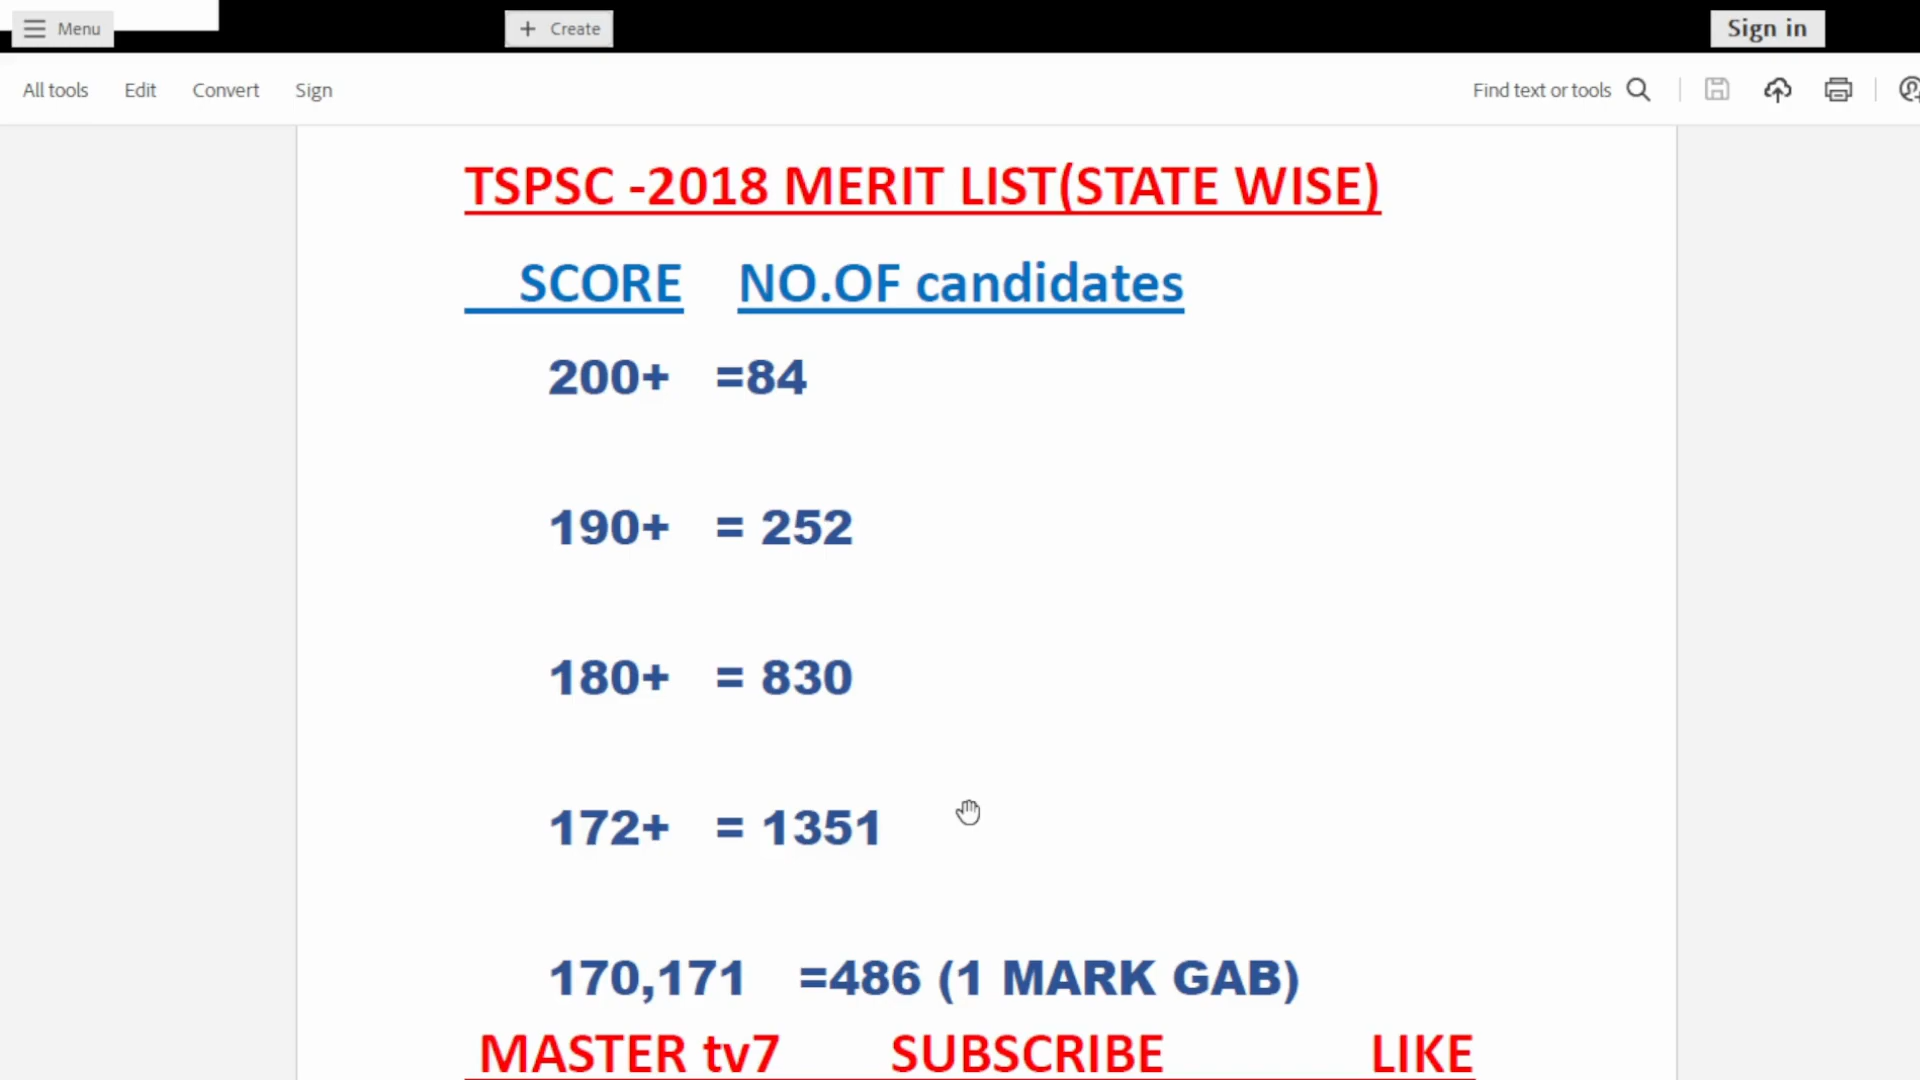 Menu
+ Create
Sign in
All tools Edit Convert Sign Find text or tools
TSPSC -2018 MERIT LIST(STATE WISE)
SCORE NO.OF candidates
200+ =84
190+ = 252
180+ = 830
172+ = 1351
170,171 =486 (1 MARK GAB)
MASTER tv7 SUBSCRIBE LIKE